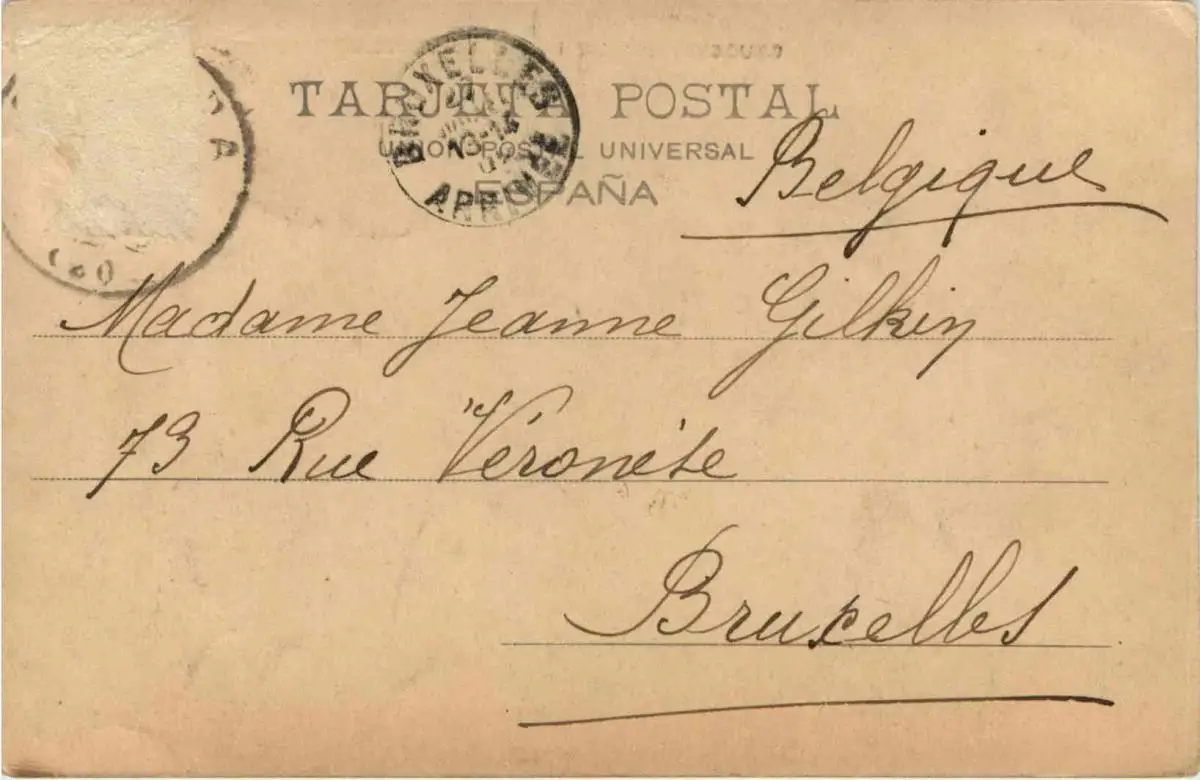 TARJETA POSTAL
UNION POSTAL UNIVERSAL
ESPAÑA
BRUXELLES
ARRIVEE
Belgique
Madame Jeanne Gilkin
73 Rue Véronèse
Bruxelles